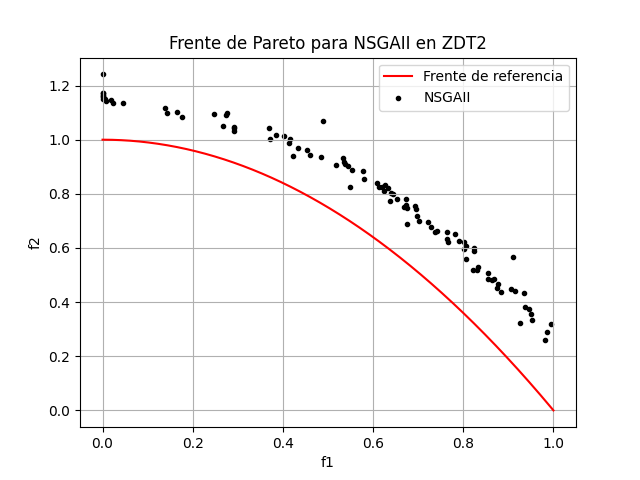 Frente de Pareto para NSGAII en ZDT2
Frente de referencia
NSGAII
f2
1.2
1.0
0.8
0.6
0.4
0.2
0.0
0.0 0.2 0.4 0.6 0.8 1.0
f1